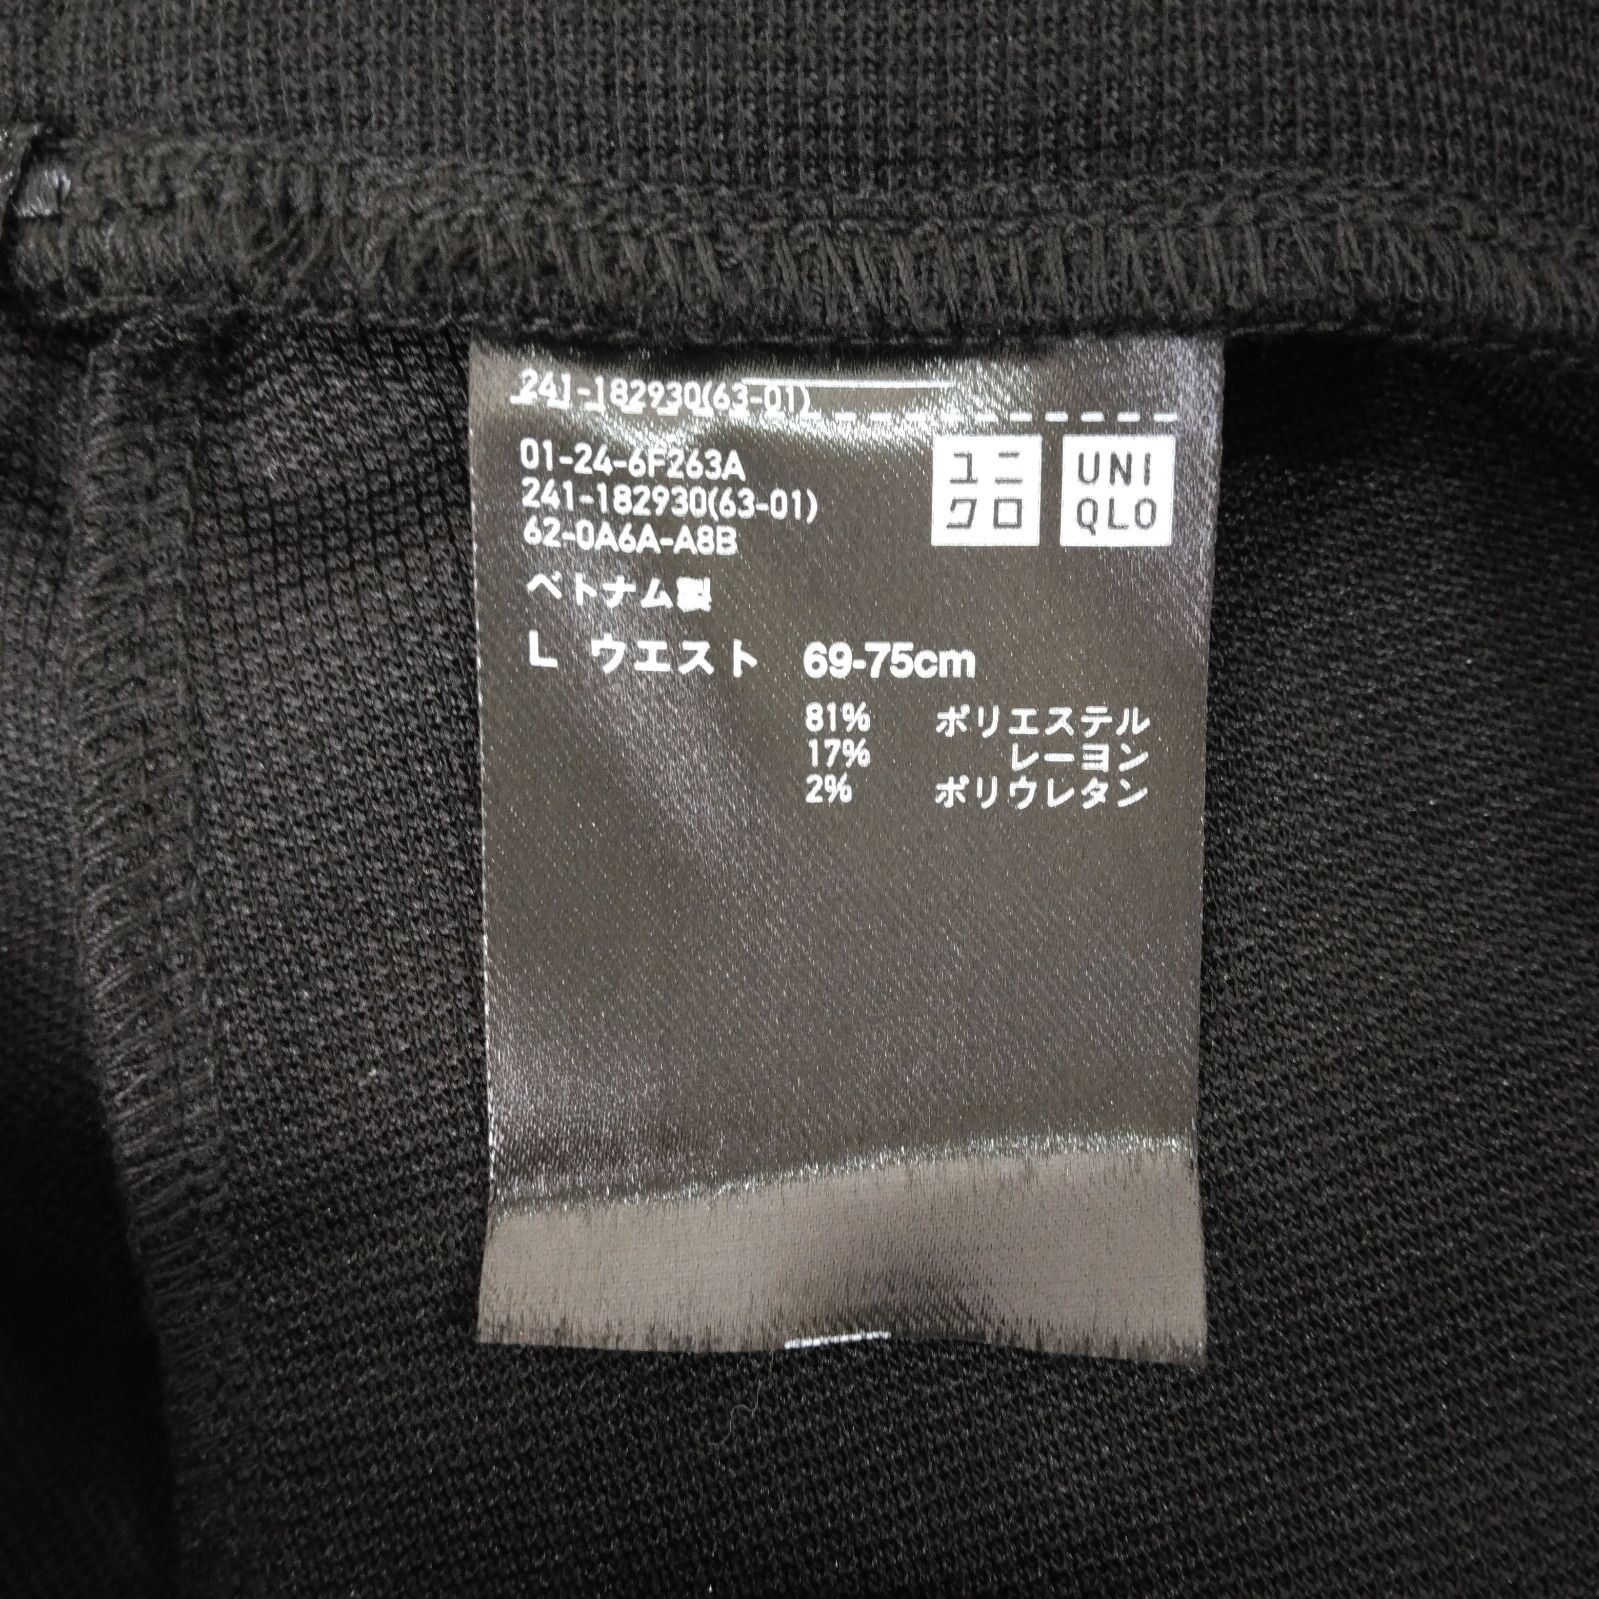 241-182930(63-01)
01-24-6F263A
241-182930(63-01)
62-0A6A-A8B
ユニ
クロ
UNI
QLO
ベトナム製
L ウエスト 69-75cm
81% ポリエステル
17% レーヨン
2% ポリウレタン